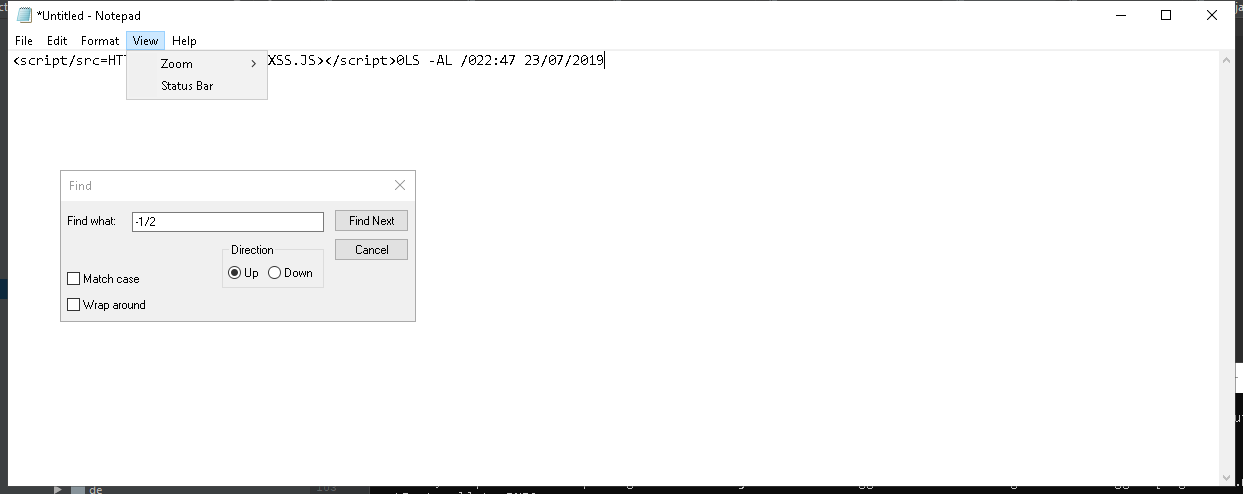 *Untitled - Notepad
File Edit Format View Help
<script/src=HT XSS.JS></script>0LS -AL /022:47 23/07/2019
Zoom
Status Bar
Find
Find what: -1/2 Find Next
Cancel
Direction
Up Down
Match case
Wrap around
de